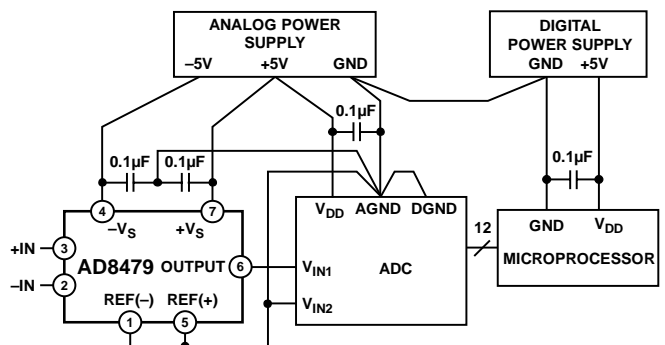 ANALOG POWER
SUPPLY
–5V +5V GND
DIGITAL
POWER SUPPLY
GND +5V
0.1µF
0.1µF 0.1µF
0.1µF
4 7
–VS +VS
VDD AGND DGND
12
GND VDD
MICROPROCESSOR
+IN 3
–IN 2
AD8479 OUTPUT 6
VIN1
ADC
VIN2
REF(–) REF(+)
1 5